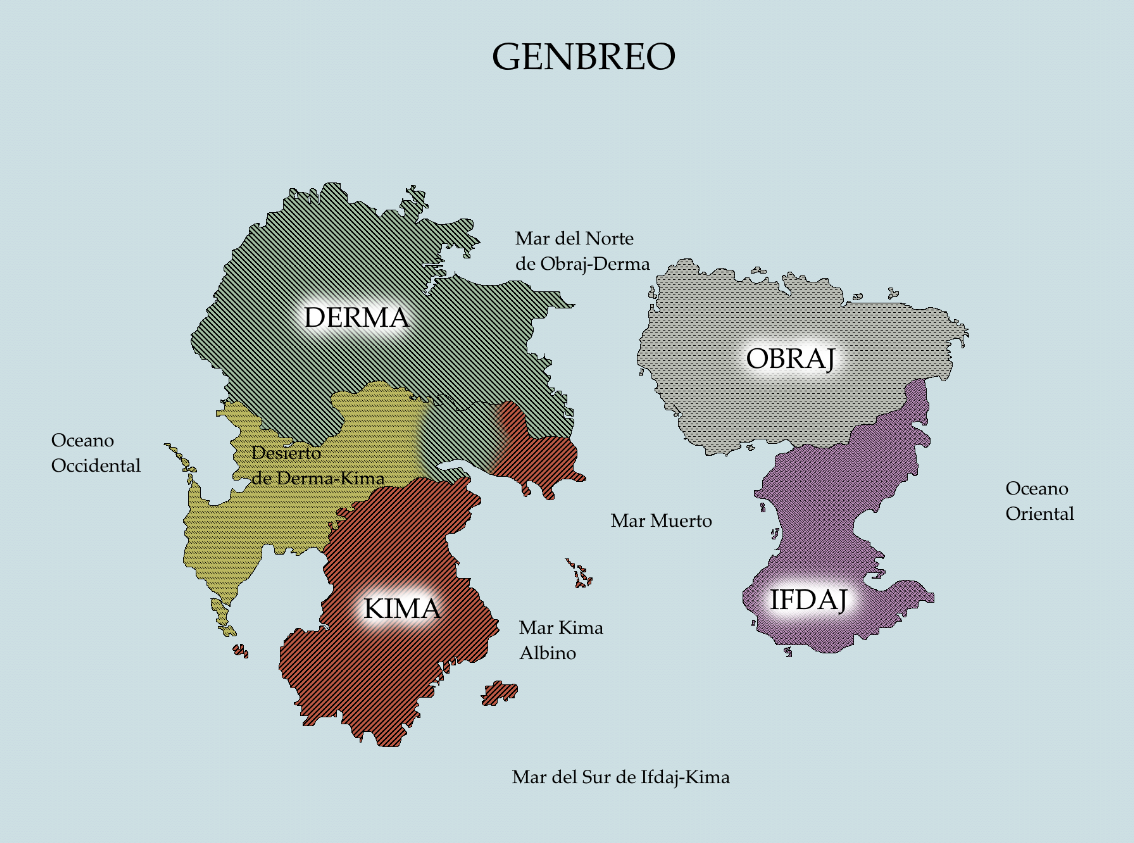 GENBREO
Mar del Norte
de Obraj-Derma
DERMA
OBRAJ
Oceano
Occidental
Desierto
de Derma-Kima
Oceano
Oriental
Mar Muerto
KIMA
IFDAJ
Mar Kima
Albino
Mar del Sur de Ifdaj-Kima